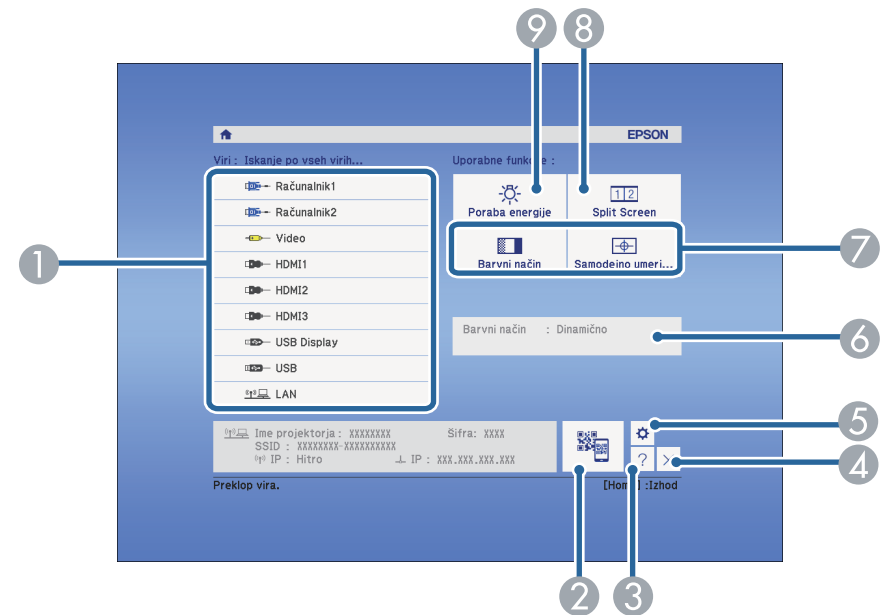 9 8
EPSON
Viri : Iskanje po vseh virih...
Računalnik1
Računalnik2
Video
HDMI1
HDMI2
HDMI3
USB Display
USB
LAN
1
Uporabne :
Poraba energije
1 2
Split Screen
Barvni način
Samodejno umeri...
7
Barvni način : Dinamično
6
Ime projektorja : XXXXXXXX Šifra: XXXX
SSID : XXXXXXXX-XXXXXXXXXX
IP : Hitro IP : XXX.XXX.XXX.XXX
5
? >
4
Preklop vira.
:Izhod
2 3